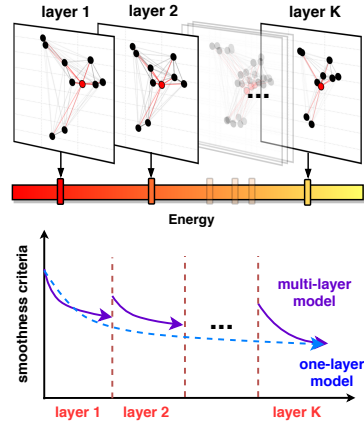 layer 1
layer 2
layer K
...
Energy
smoothness criteria
multi-layer
model
...
one-layer
model
layer 1
layer 2
layer K